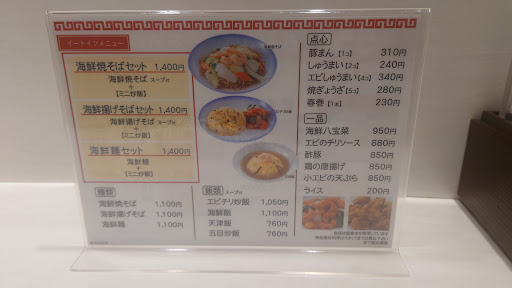 イートインメニュー
海鮮焼そばセット 1,400円
海鮮焼そば スープ付
+
【ミニ炒飯】
海鮮揚げそばセット 1,400円
海鮮揚げそば スープ付
+
【ミニ炒飯】
海鮮麺セット 1,400円
海鮮麺
+
【ミニ炒飯】
麺類
海鮮焼そば 1,100円
海鮮揚げそば 1,100円
海鮮麺 1,100円
飯類 スープ付
エビチリ炒飯 1,050円
海鮮飯 1,100円
天津飯 760円
五目炒飯 760円
点心
豚まん【1コ】 310円
しゅうまい【2コ】 240円
エビしゅうまい【4コ】 340円
焼ぎょうざ【5コ】 280円
春巻【1本】 230円
一品
海鮮八宝菜 950円
エビのチリソース 880円
酢豚 850円
鶏の唐揚げ 850円
小エビの天ぷら 850円
ライス 200円